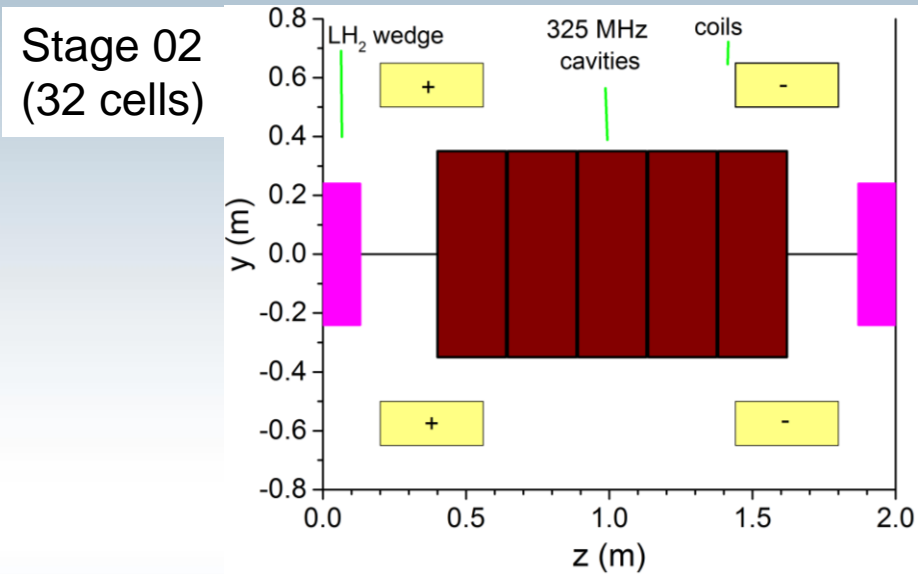 Stage 02
(32 cells)
LH₂ wedge
325 MHz
cavities
coils
+
-
+
-
y (m)
0.8
0.6
0.4
0.2
0.0
-0.2
-0.4
-0.6
-0.8
0.0 0.5 1.0 1.5 2.0
z (m)